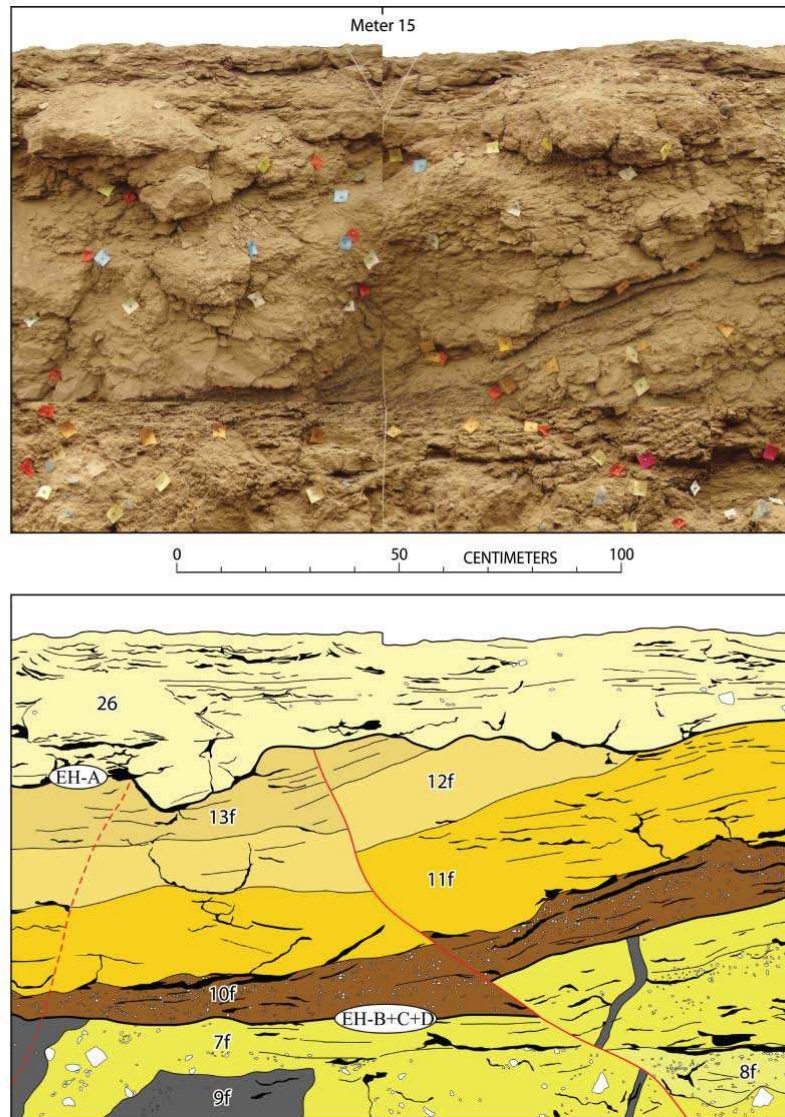 Meter 15
0 50 CENTIMETERS 100
26
EH-A
12f
13f
11f
10f
EH-B+C+D
7f
8f
9f